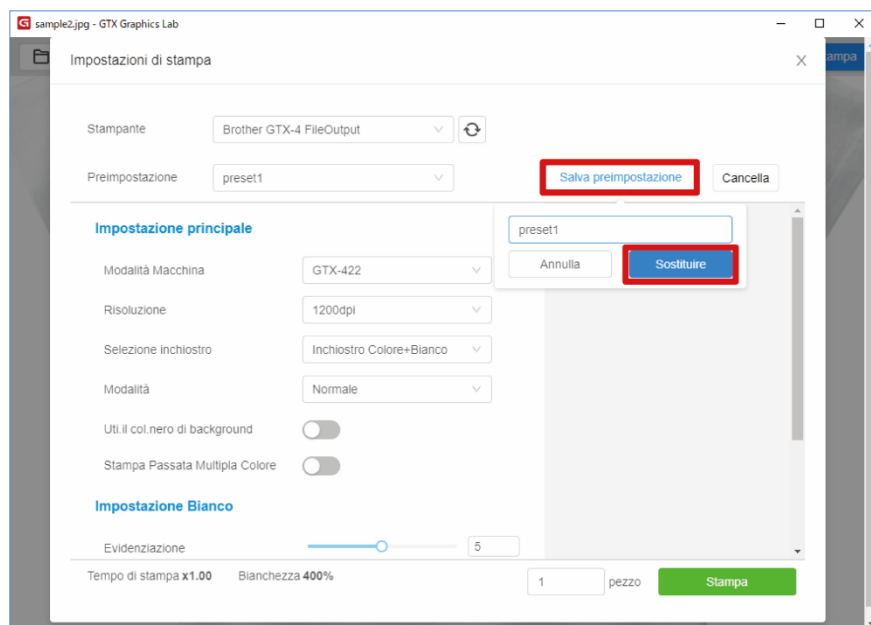 sample2.jpg - GTX Graphics Lab
Impostazioni di stampa
ampa
Stampante Brother GTX-4 FileOutput
Preimpostazione preset1 Salva preimpostazione Cancella
Impostazione principale
preset1
Annulla Sostituire
Modalità Macchina GTX-422
Risoluzione 1200dpi
Selezione inchiostro Inchiostro Colore+Bianco
Modalità Normale
Uti.il col.nero di background
Stampa Passata Multipla Colore
Impostazione Bianco
Evidenziazione 5
Tempo di stampa x1.00 Bianchezza 400% 1 pezzo Stampa